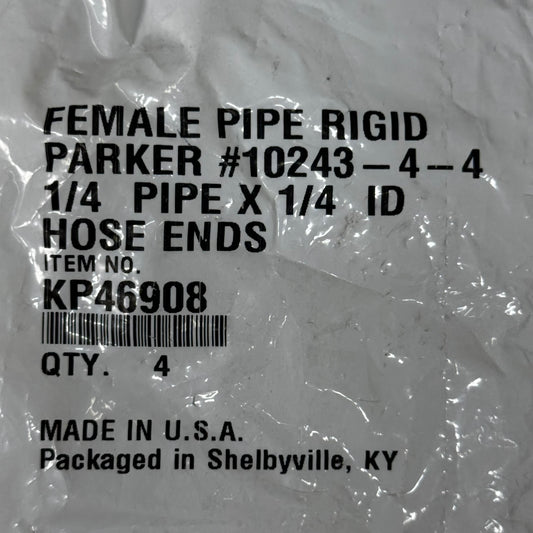 FEMALE PIPE RIGID
PARKER #10243-4-4
1/4 PIPE X 1/4 ID
HOSE ENDS
ITEM NO.
KP46908
QTY. 4
MADE IN U.S.A.
Packaged in Shelbyville, KY